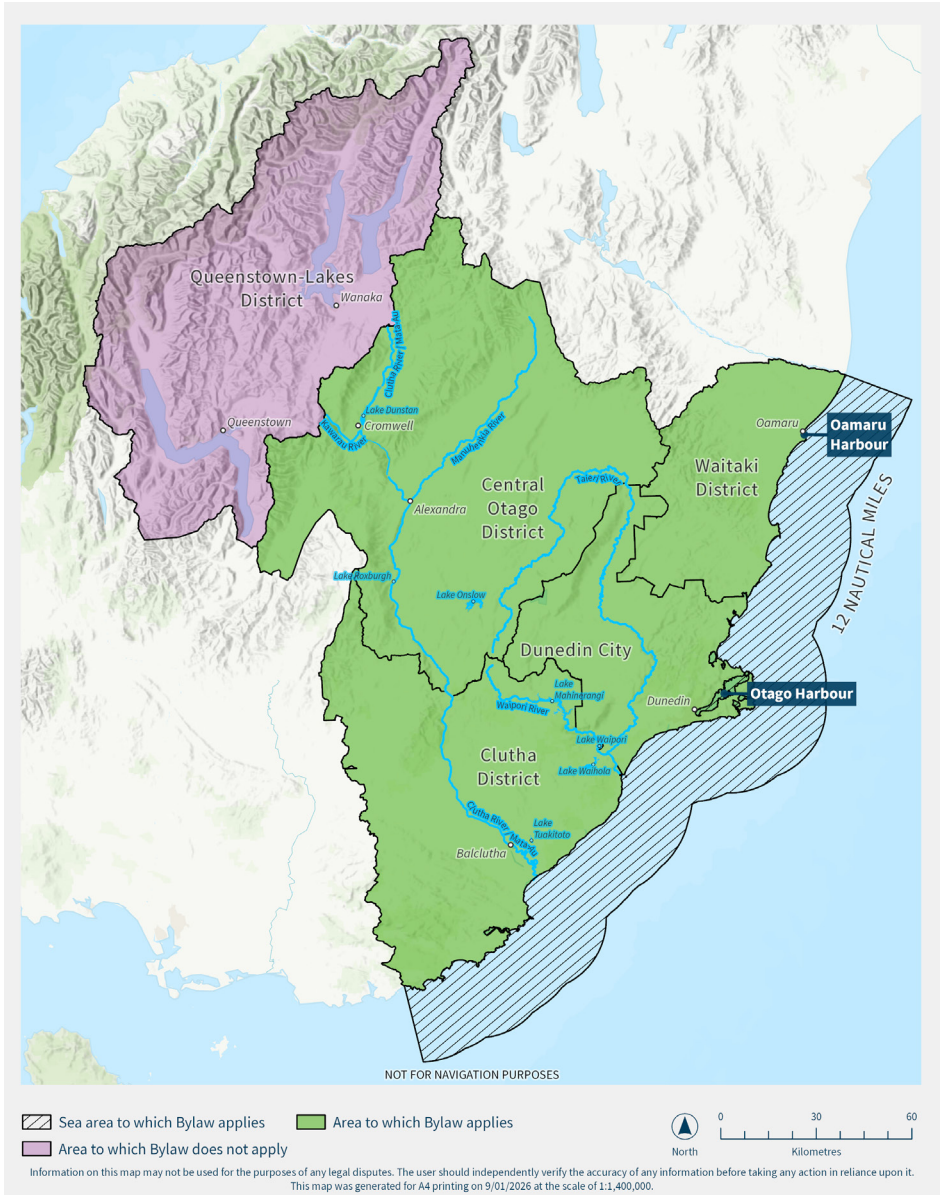 Queenstown-Lakes
District
Wanaka
Clutha River / Mata-Au
Lake Dunstan
Cromwell
Kawarau River
Queenstown
Manuherikia River
Oamaru
Oamaru
Harbour
Waitaki
District
Central
Otago
District
Taieri River
Alexandra
12 NAUTICAL MILES
Lake Roxburgh
Lake Onslow
Dunedin City
Lake
Mahinerangi
Waipori River
Dunedin
Otago Harbour
Lake Waipori
Clutha
District
Lake Waihola
Clutha River / Mata-Au
Lake
Tuakitoto
Balclutha
NOT FOR NAVIGATION PURPOSES
Sea area to which Bylaw applies
Area to which Bylaw applies
Area to which Bylaw does not apply
North
0 30 60
Kilometres
Information on this map may not be used for the purposes of any legal disputes. The user should independently verify the accuracy of any information before taking any action in reliance upon it.
This map was generated for A4 printing on 9/01/2026 at the scale of 1:1,400,000.